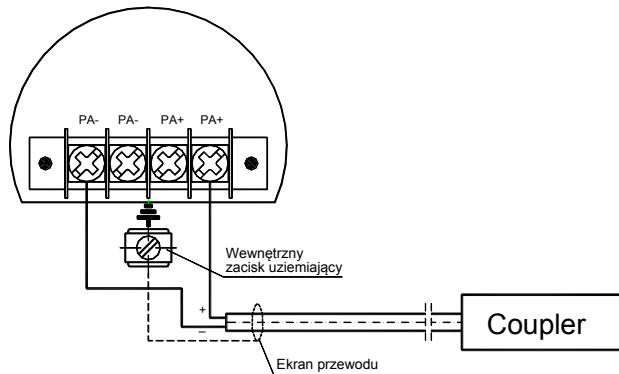 PA- PA- PA+ PA+
Wewnętrzny
zacisk uziemiający
+
–
Coupler
Ekran przewodu